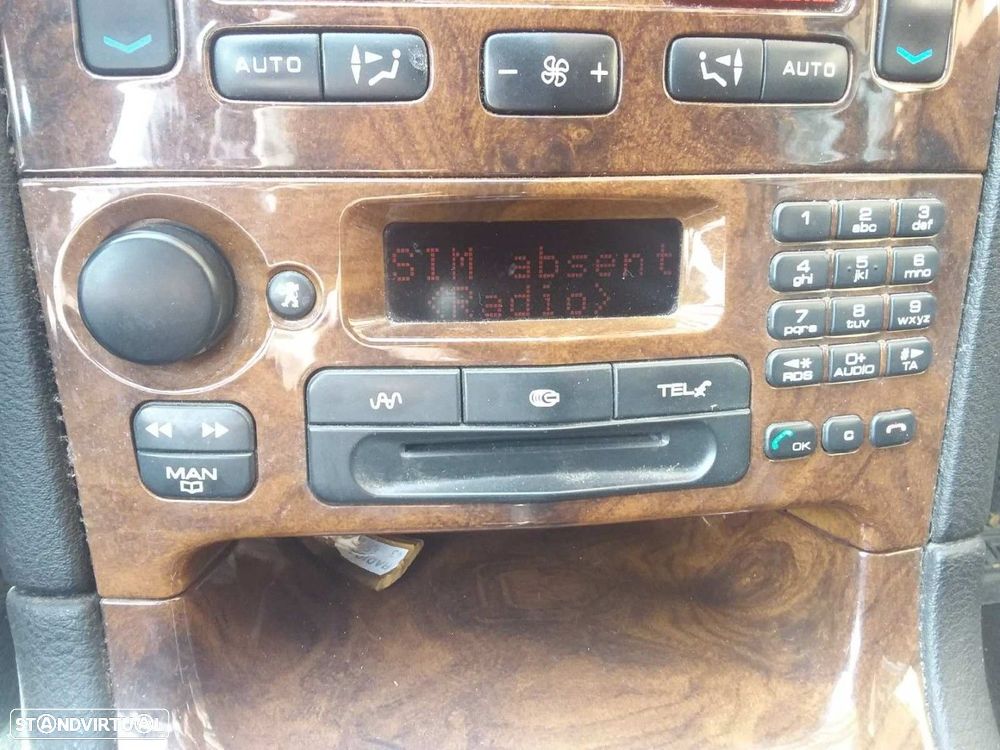 AUTO
- +
AUTO
SIM absent
<Radio>
1
2 abc
3 def
4 ghi
5 jkl
6 mno
7 pqrs
8 tuv
9 wxyz
* RDS
0+ AUDIO
# TA
TEL
OK
C
MAN
STANDVIRTUAL